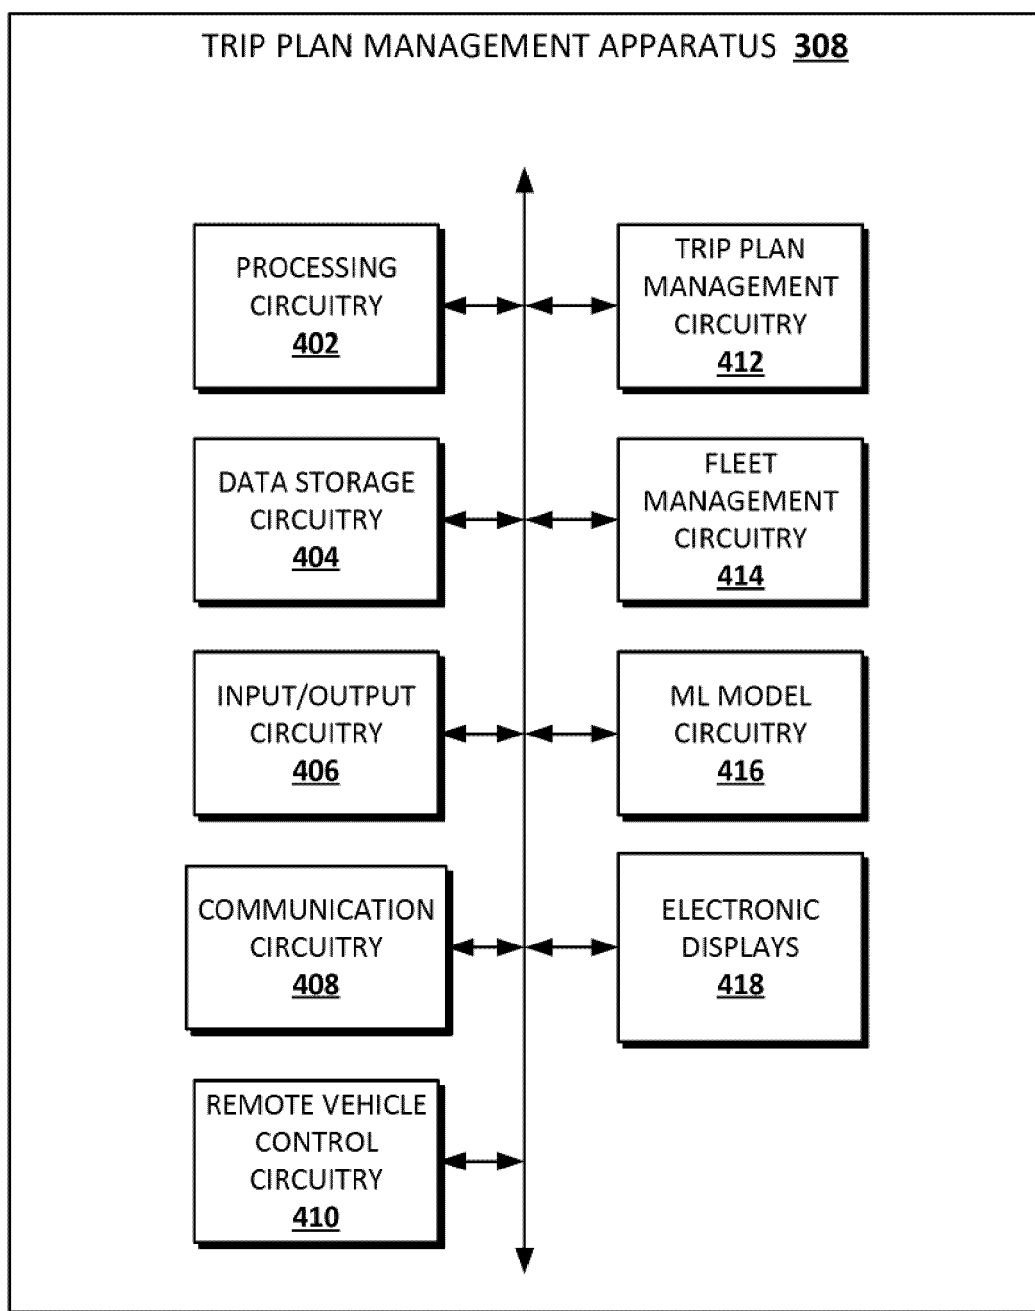 TRIP PLAN MANAGEMENT APPARATUS 308
PROCESSING
CIRCUITRY
402
TRIP PLAN
MANAGEMENT
CIRCUITRY
412
DATA STORAGE
CIRCUITRY
404
FLEET
MANAGEMENT
CIRCUITRY
414
INPUT/OUTPUT
CIRCUITRY
406
ML MODEL
CIRCUITRY
416
COMMUNICATION
CIRCUITRY
408
ELECTRONIC
DISPLAYS
418
REMOTE VEHICLE
CONTROL
CIRCUITRY
410